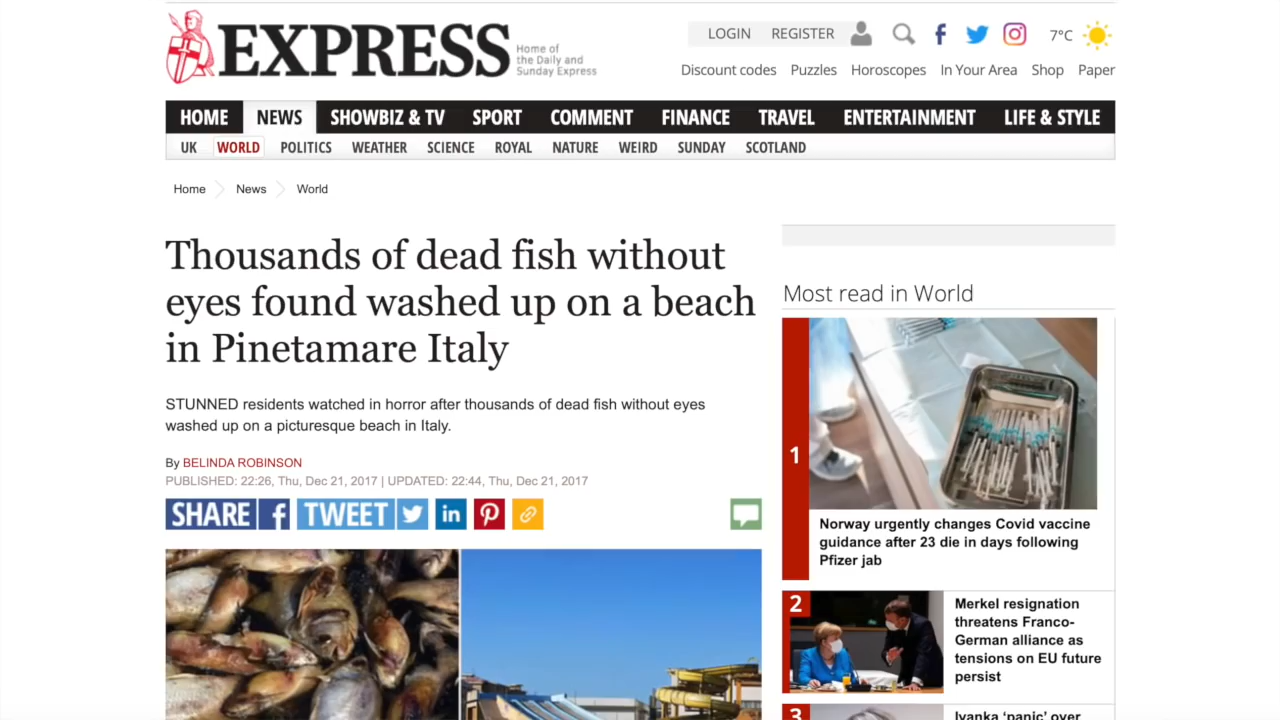 EXPRESS
Home of
the Daily and
Sunday Express
LOGIN REGISTER
7°C
Discount codes Puzzles Horoscopes In Your Area Shop Paper
HOME NEWS SHOWBIZ & TV SPORT COMMENT FINANCE TRAVEL ENTERTAINMENT LIFE & STYLE
UK WORLD POLITICS WEATHER SCIENCE ROYAL NATURE WEIRD SUNDAY SCOTLAND
Home News World
Thousands of dead fish without
eyes found washed up on a beach
in Pinetamare Italy
STUNNED residents watched in horror after thousands of dead fish without eyes
washed up on a picturesque beach in Italy.
By BELINDA ROBINSON
PUBLISHED: 22:26, Thu, Dec 21, 2017 | UPDATED: 22:44, Thu, Dec 21, 2017
SHARE f TWEET in
Most read in World
1
Norway urgently changes Covid vaccine
guidance after 23 die in days following
Pfizer jab
2
Merkel resignation
threatens Franco-
German alliance as
tensions on EU future
persist
3
Ivanka 'panic' over